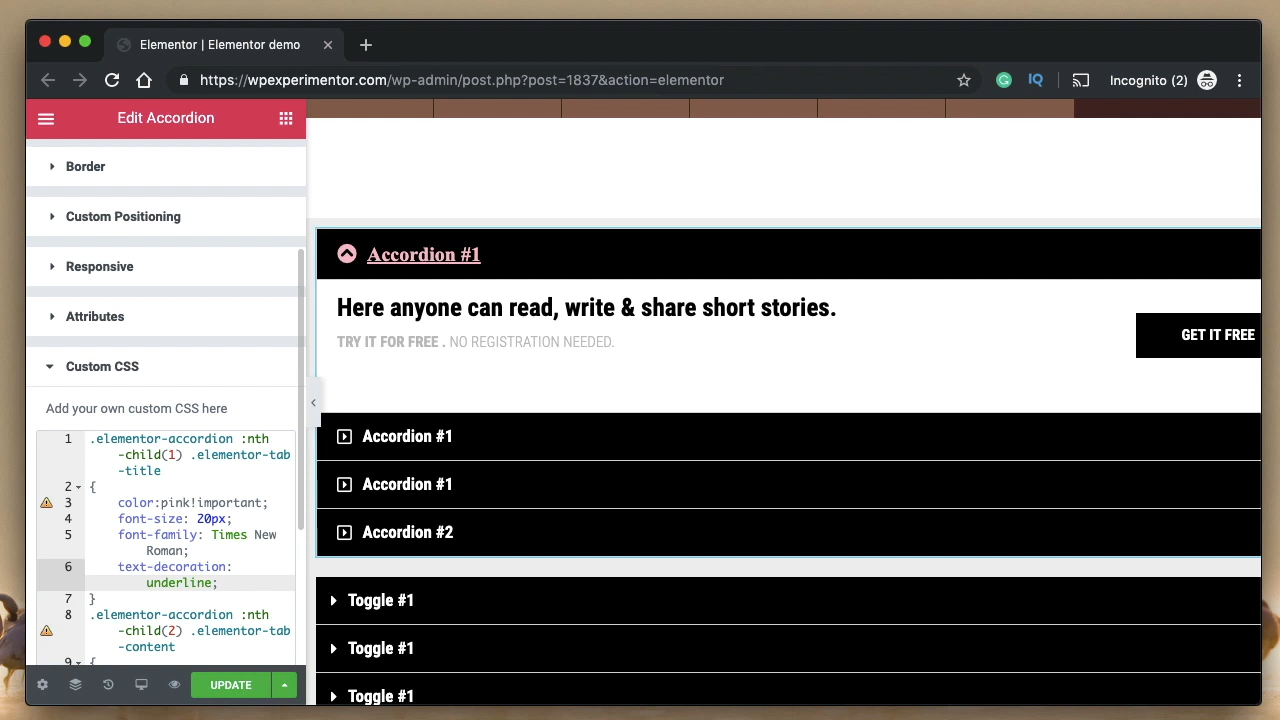 Elementor | Elementor demo
https://wpexperimentor.com/wp-admin/post.php?post=1837&action=elementor
IQ
Incognito (2)
Edit Accordion
Border
Custom Positioning
Responsive
Attributes
Custom CSS
Add your own custom CSS here
1 .elementor-accordion :nth
-child(1) .elementor-tab
-title
2 {
3 color:pink!important;
4 font-size: 20px;
5 font-family: Times New
Roman;
6 text-decoration:
underline;
7 }
8 .elementor-accordion :nth
-child(2) .elementor-tab
-content
9 {
UPDATE
Accordion #1
Here anyone can read, write & share short stories.
TRY IT FOR FREE . NO REGISTRATION NEEDED.
GET IT FREE
Accordion #1
Accordion #1
Accordion #2
Toggle #1
Toggle #1
Toggle #1